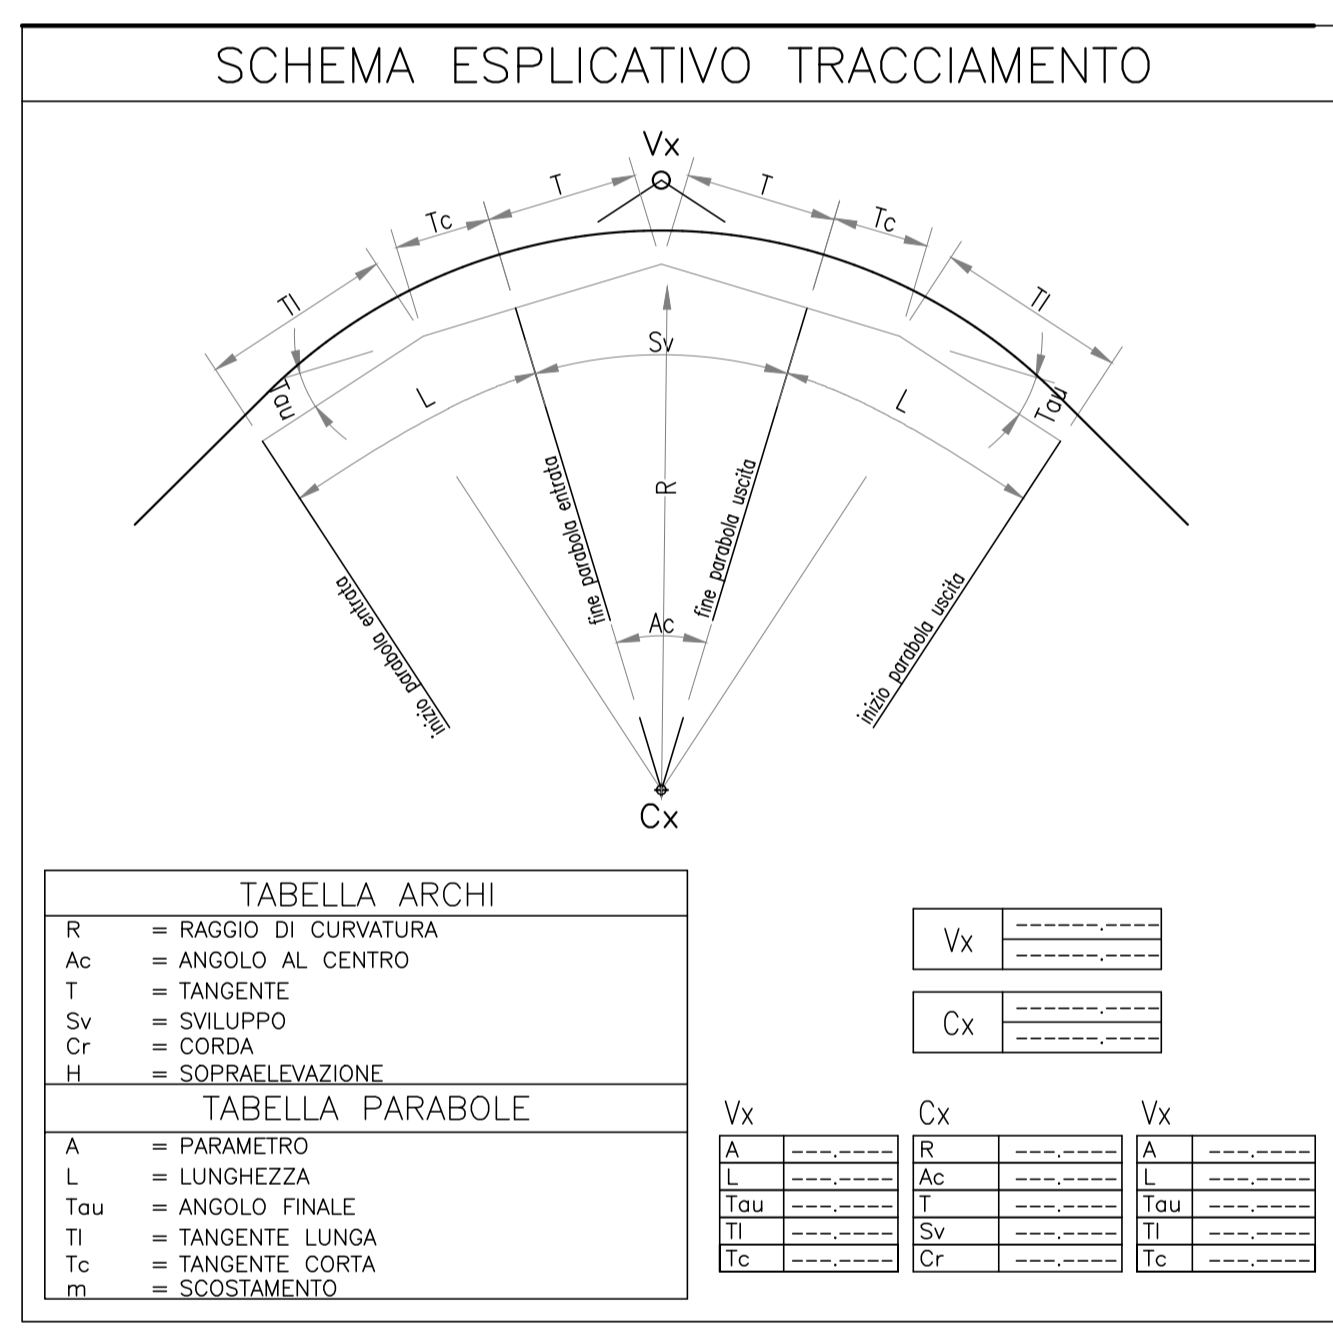 SCHEMA ESPLICATIVO TRACCIAMENTO
Vx
T T
Tc Tc
Tl Tl
Sv
Tau Tau
L L
R
fine parabola entrata
fine parabola uscita
inizio parabola entrata
inizio parabola uscita
Ac
Cx
TABELLA ARCHI
R = RAGGIO DI CURVATURA
Ac = ANGOLO AL CENTRO
T = TANGENTE
Sv = SVILUPPO
Cr = CORDA
H = SOPRAELEVAZIONE
TABELLA PARABOLE
A = PARAMETRO
L = LUNGHEZZA
Tau = ANGOLO FINALE
Tl = TANGENTE LUNGA
Tc = TANGENTE CORTA
m = SCOSTAMENTO
Vx ------.----
------.----
Cx ------.----
------.----
Vx Cx Vx
A ---.---- R ---.---- A ---.----
L ---.---- Ac ---.---- L ---.----
Tau ---.---- T ---.---- Tau ---.----
Tl ---.---- Sv ---.---- Tl ---.----
Tc ---.---- Cr ---.---- Tc ---.----